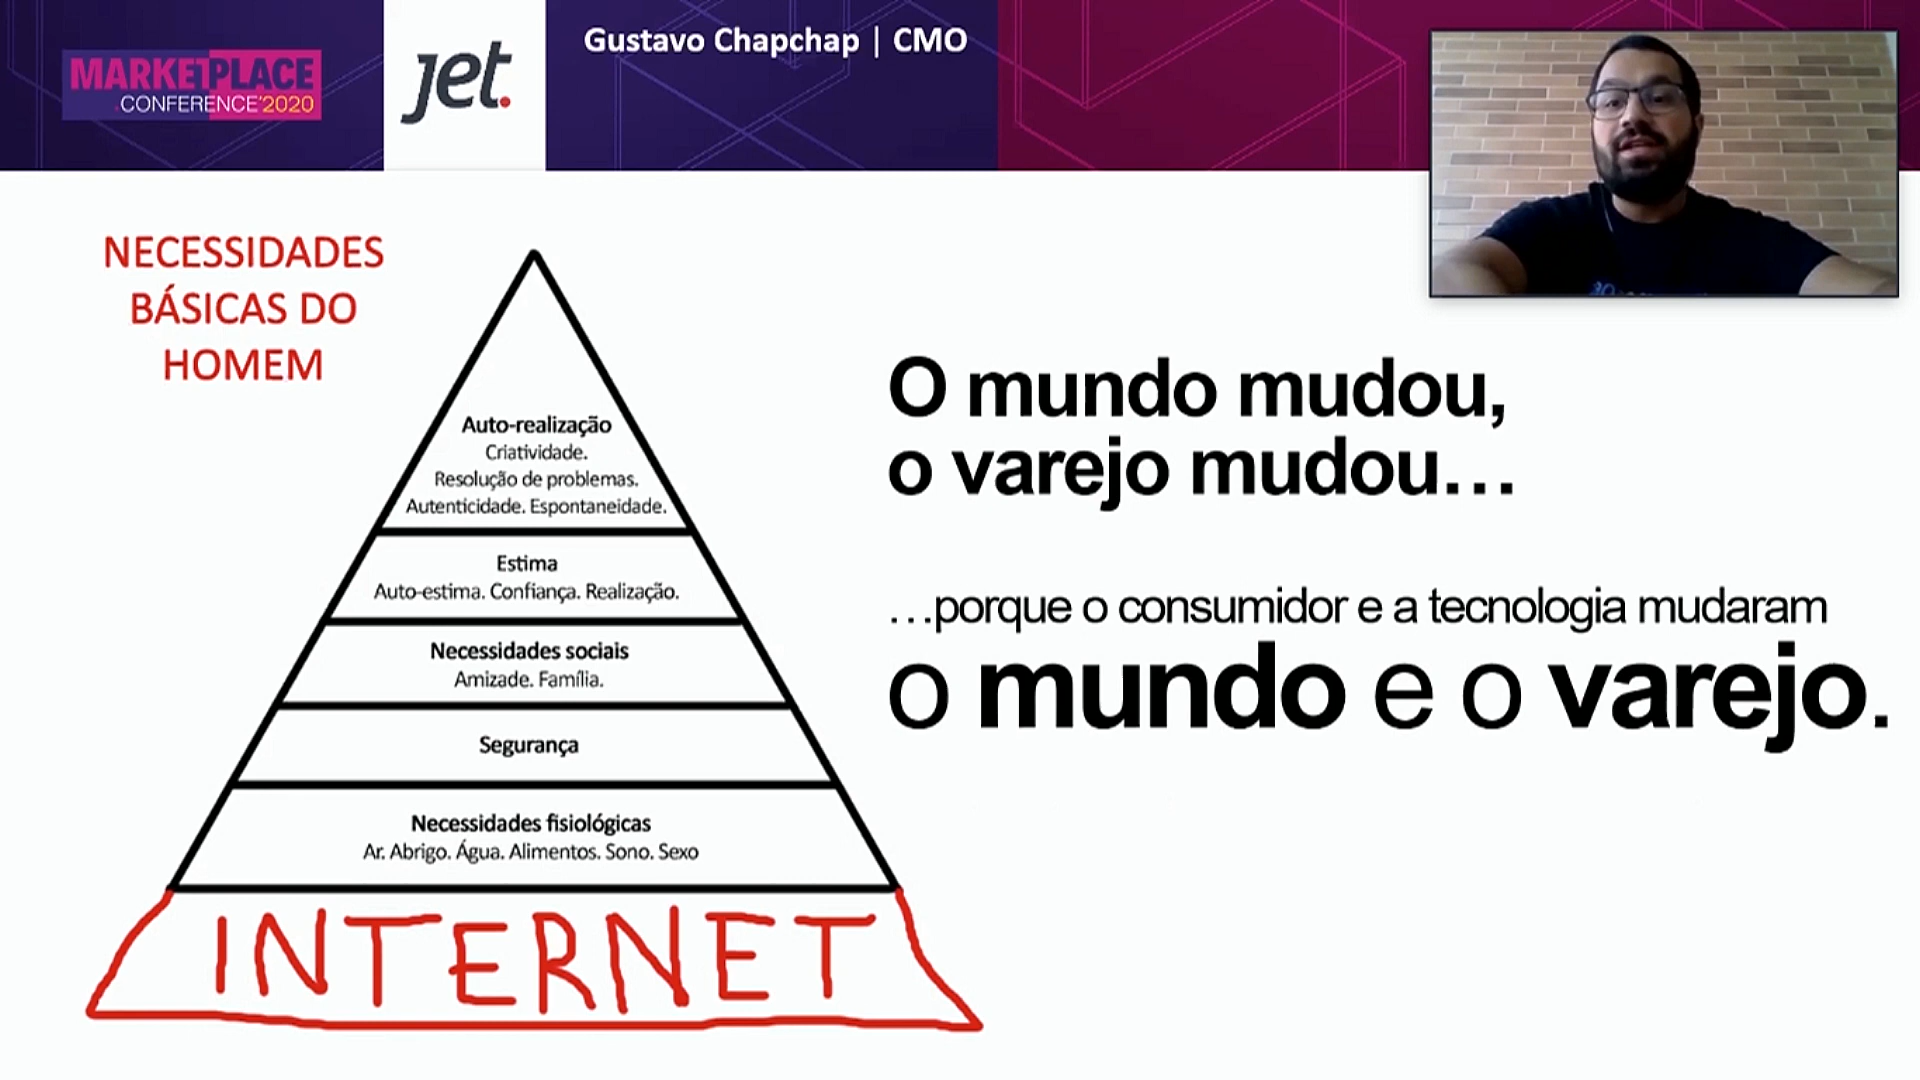 MARKETPLACE
.CONFERENCE'2020
jet.
Gustavo Chapchap | CMO
NECESSIDADES
BÁSICAS DO
HOMEM
Auto-realização
Criatividade.
Resolução de problemas.
Autenticidade. Espontaneidade.
Estima
Auto-estima. Confiança. Realização.
Necessidades sociais
Amizade. Família.
Segurança
Necessidades fisiológicas
Ar. Abrigo. Água. Alimentos. Sono. Sexo
INTERNET
O mundo mudou,
o varejo mudou...
...porque o consumidor e a tecnologia mudaram
o mundo e o varejo.